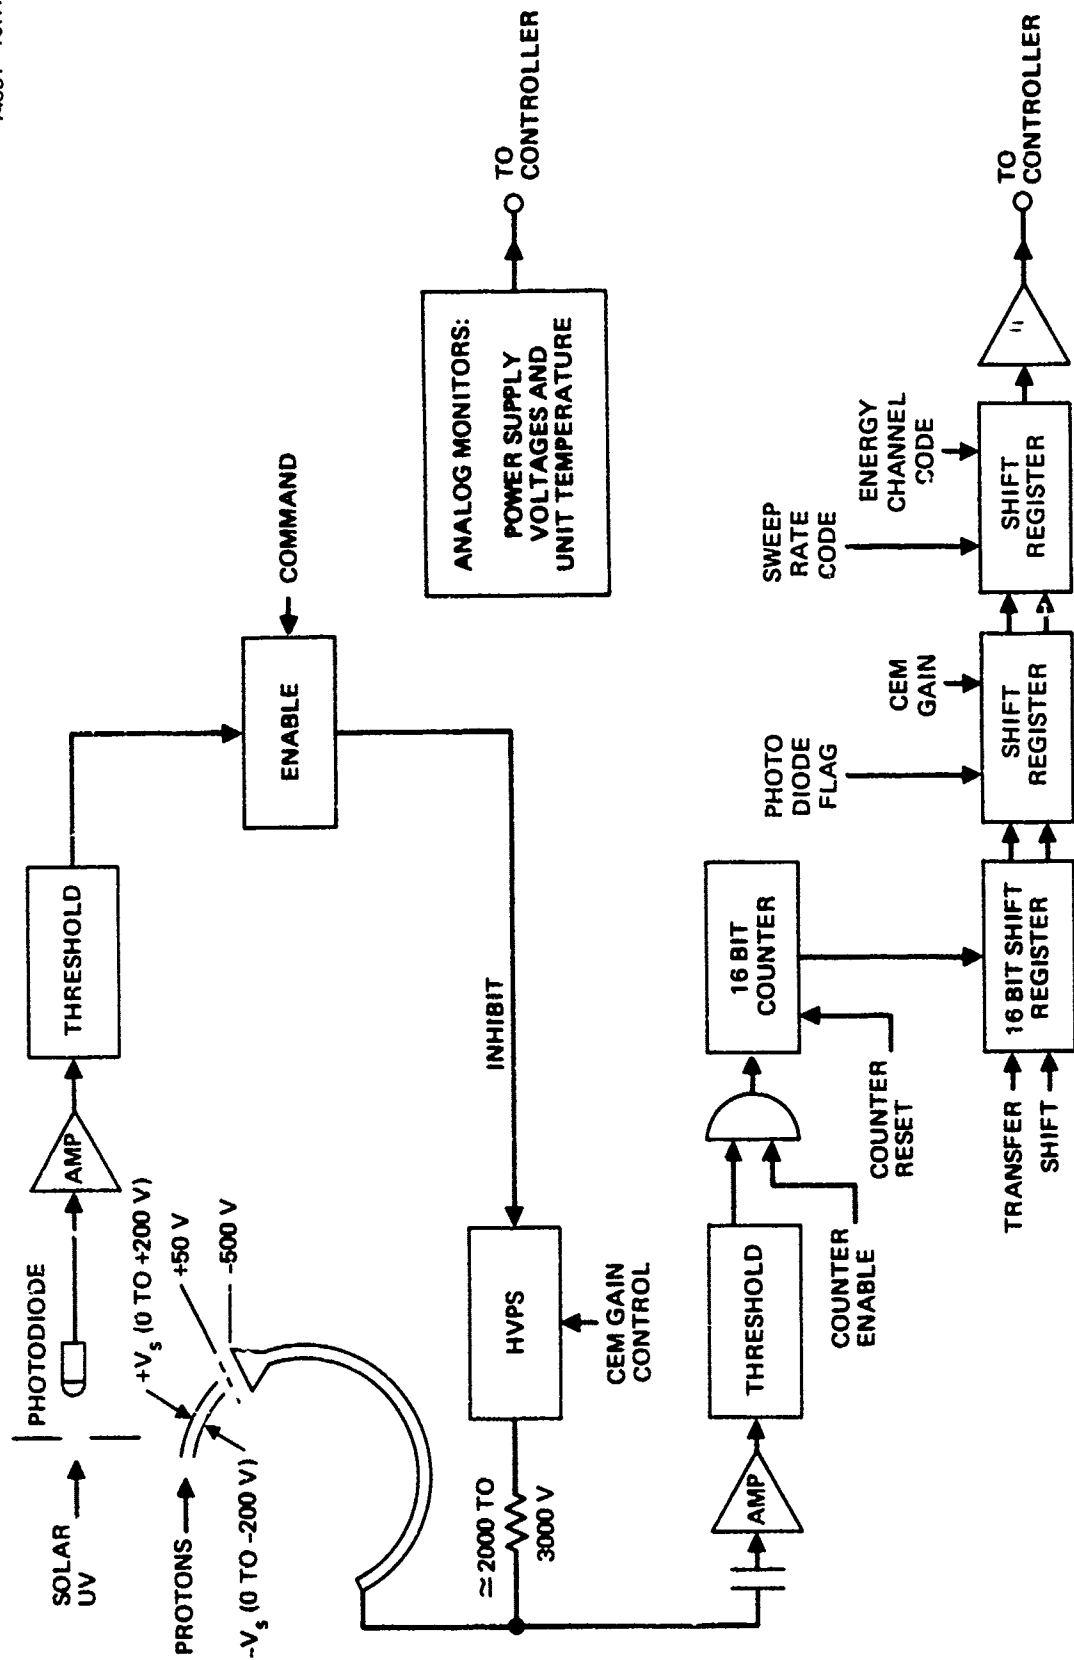 SOLAR
UV
PHOTODIODE
AMP
THRESHOLD
PROTONS
+Vs (0 TO +200 V)
-Vs (0 TO -200 V)
+50 V
-500 V
ENABLE
COMMAND
INHIBIT
≃2000 TO
3000 V
HVPS
CEM GAIN
CONTROL
ANALOG MONITORS:
POWER SUPPLY
VOLTAGES AND
UNIT TEMPERATURE
TO
CONTROLLER
AMP
THRESHOLD
COUNTER
ENABLE
16 BIT
COUNTER
COUNTER
RESET
TRANSFER
SHIFT
16 BIT SHIFT
REGISTER
PHOTO
DIODE
FLAG
CEM
GAIN
SHIFT
REGISTER
SWEEP
RATE
CODE
ENERGY
CHANNEL
CODE
SHIFT
REGISTER
TO
CONTROLLER